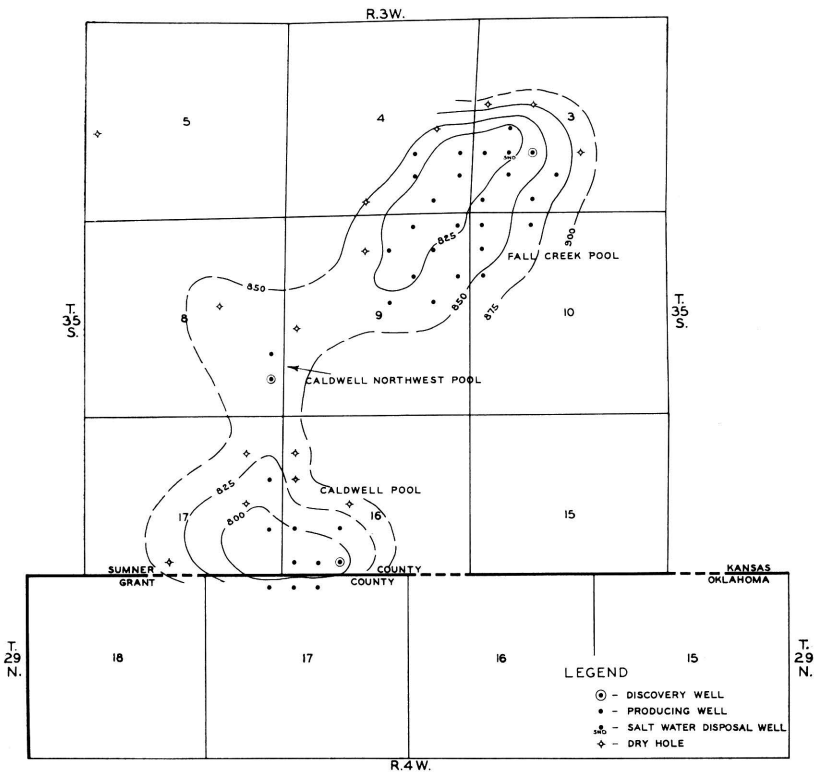 R.3W.
5
4
3
SWD
825
900
FALL CREEK POOL
850
850
875
T.
35
S.
8
9
10
T.
35
S.
CALDWELL NORTHWEST POOL
825
CALDWELL POOL
17
800
16
15
SUMNER
COUNTY
KANSAS
GRANT
COUNTY
OKLAHOMA
T.
29
N.
18
17
16
15
T.
29
N.
LEGEND
– DISCOVERY WELL
– PRODUCING WELL
SWD – SALT WATER DISPOSAL WELL
– DRY HOLE
R.4W.